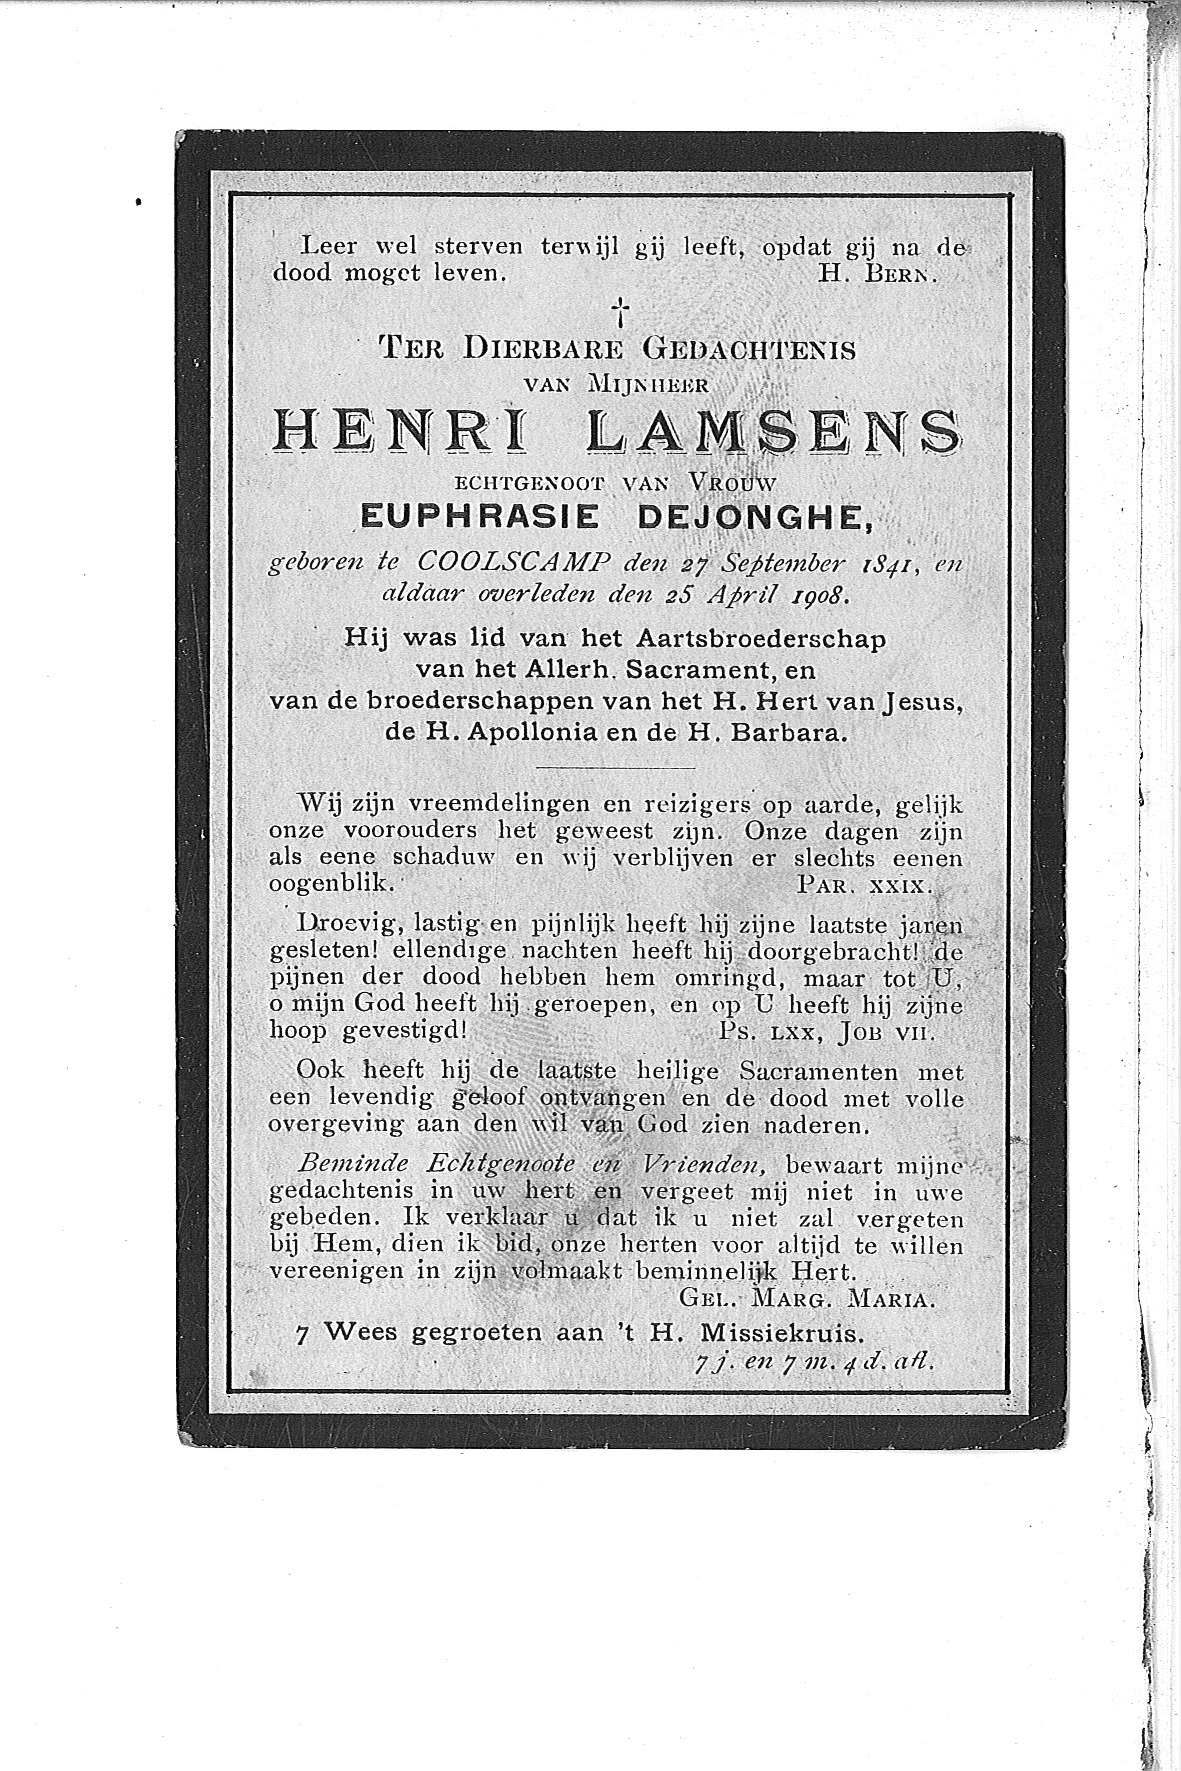 Leer wel sterven terwijl gij leeft, opdat gij na de
dood moget leven. H. Bern.
†
Ter Dierbare Gedachtenis
van Mijnheer
HENRI LAMSENS
echtgenoot van Vrouw
EUPHRASIE DEJONGHE,
geboren te COOLSCAMP den 27 September 1841, en
aldaar overleden den 25 April 1908.
Hij was lid van het Aartsbroederschap
van het Allerh. Sacrament, en
van de broederschappen van het H. Hert van Jesus,
de H. Apollonia en de H. Barbara.
Wij zijn vreemdelingen en reizigers op aarde, gelijk
onze voorouders het geweest zijn. Onze dagen zijn
als eene schaduw en wij verblijven er slechts eenen
oogenblik. Par. xxix.
Droevig, lastig en pijnlijk heeft hij zijne laatste jaren
gesleten! ellendige nachten heeft hij doorgebracht! de
pijnen der dood hebben hem omringd, maar tot U,
o mijn God heeft hij geroepen, en op U heeft hij zijne
hoop gevestigd! Ps. lxx, Job vii.
Ook heeft hij de laatste heilige Sacramenten met
een levendig geloof ontvangen en de dood met volle
overgeving aan den wil van God zien naderen.
Beminde Echtgenoote en Vrienden, bewaart mijne
gedachtenis in uw hert en vergeet mij niet in uwe
gebeden. Ik verklaar u dat ik u niet zal vergeten
bij Hem, dien ik bid, onze herten voor altijd te willen
vereenigen in zijn volmaakt beminnelijk Hert.
Gel. Marg. Maria.
7 Wees gegroeten aan 't H. Missiekruis.
7 j. en 7 m. 4 d. afl.